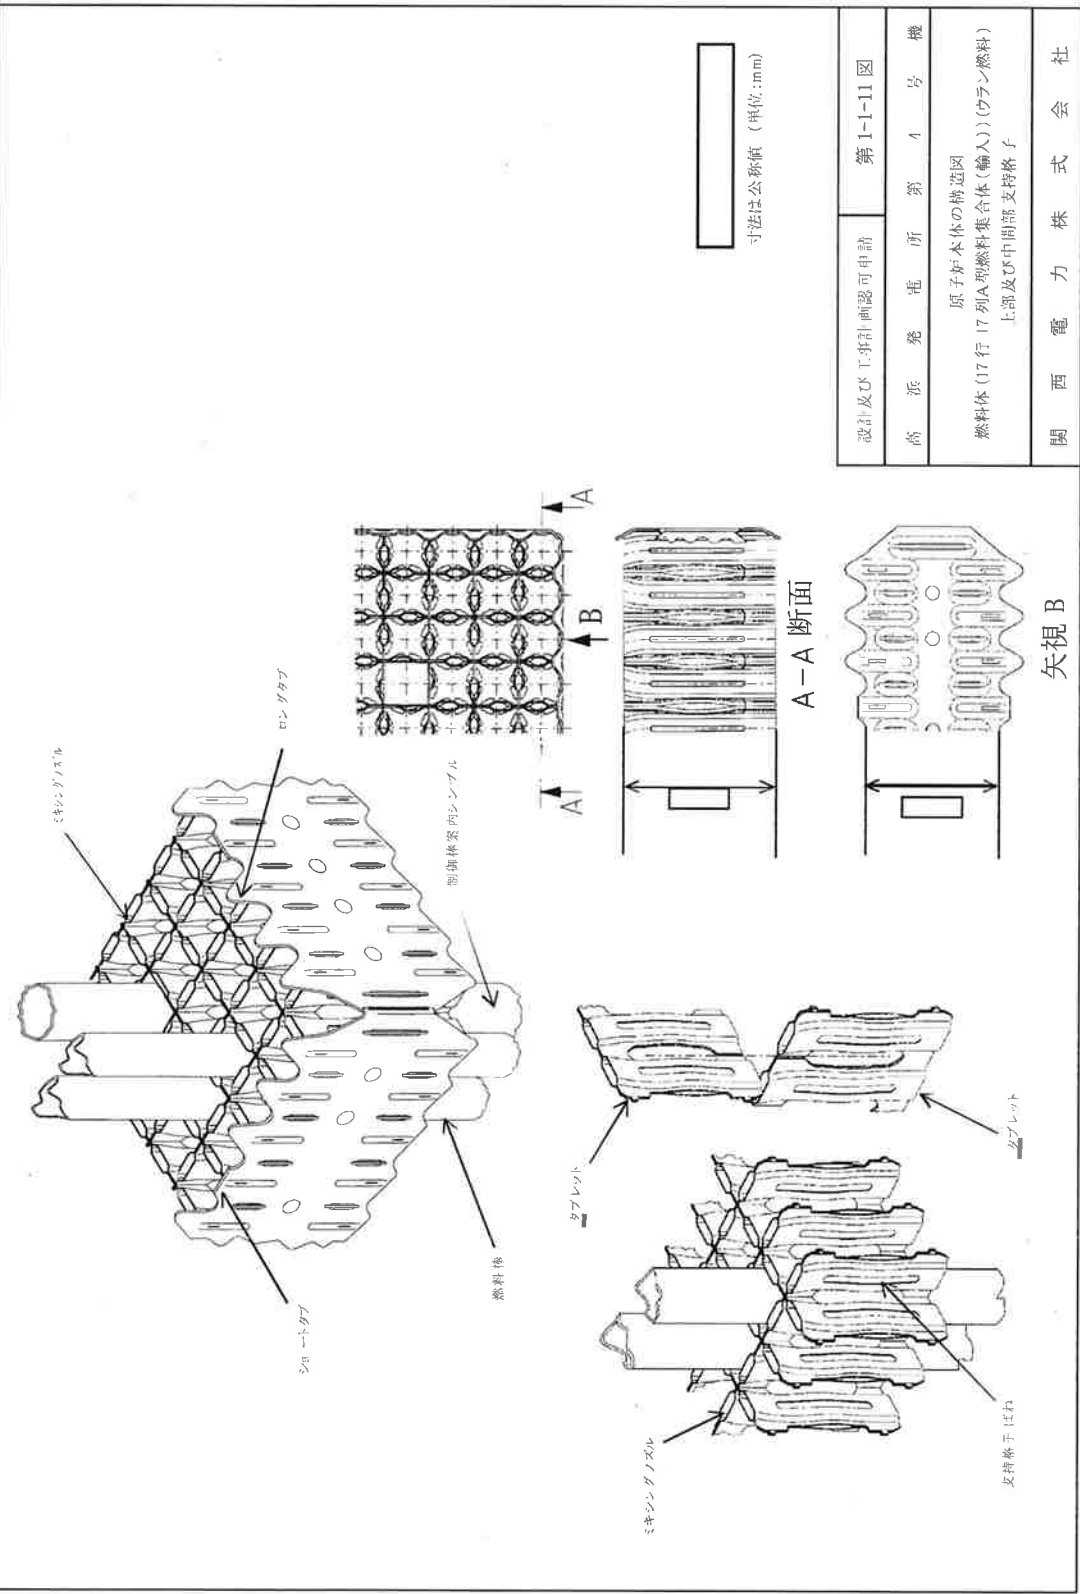 ミキシングノズル
ロングタブ
制御棒案内シンブル
ショートタブ
燃料棒
タブレット
タブレット
ミキシングノズル
支持格子ばね
A
A
B
A－A 断面
矢視 B
寸法は公称値 (単位:mm)
設計及び工事計画認可申請
第 1-1-11 図
高浜発電所第4号機
原子炉本体の構造図
燃料体(17行17列A型燃料集合体(輸入))(ウラン燃料)
上部及び中間部支持格子
関西電力株式会社